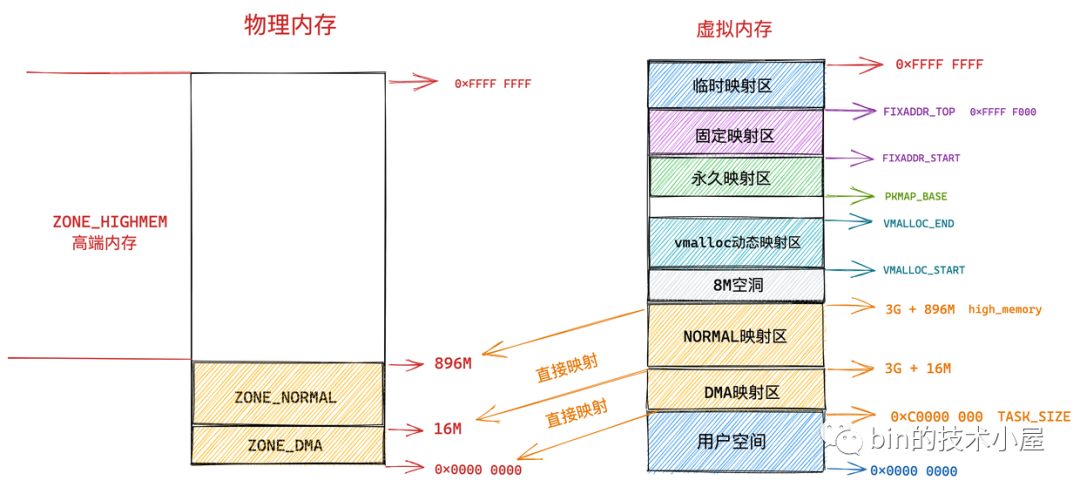 物理内存
0×FFFF FFFF
ZONE_HIGHMEM
高端内存
896M
ZONE_NORMAL
16M
ZONE_DMA
0×0000 0000
直接映射
直接映射
虚拟内存
临时映射区
0×FFFF FFFF
FIXADDR_TOP 0×FFFF F000
固定映射区
FIXADDR_START
永久映射区
PKMAP_BASE
VMALLOC_END
vmalloc动态映射区
VMALLOC_START
8M空洞
3G + 896M high_memory
NORMAL映射区
3G + 16M
DMA映射区
0×C0000 000 TASK_SIZE
用户空间
bin的技术小屋
0×0000 0000